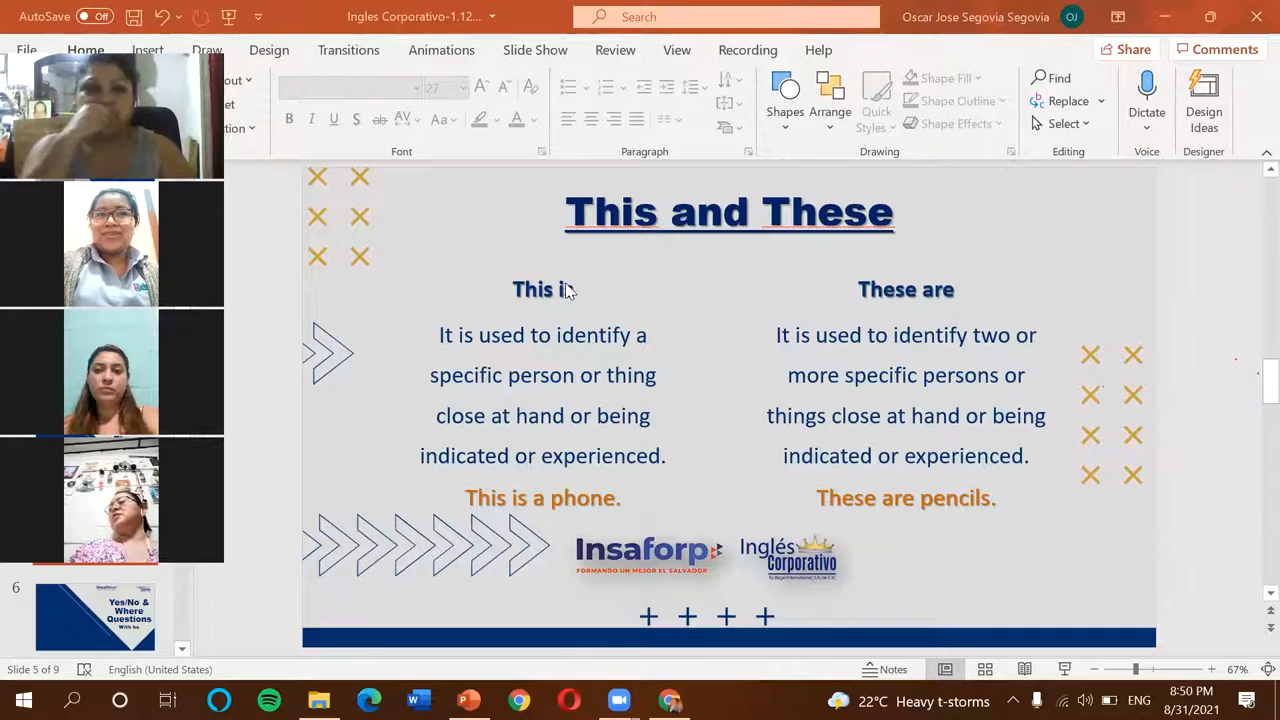 AutoSave Off
Ingles Corporativo-1.12...
Search
Oscar Jose Segovia Segovia
OJ
File Home Insert Draw Design Transitions Animations Slide Show Review View Recording Help
Share
Comments
Font
Paragraph
Shapes
Arrange
Quick
Styles
Shape Fill
Shape Outline
Shape Effects
Drawing
Find
Replace
Select
Editing
Dictate
Voice
Design
Ideas
Designer
This and These
This is
It is used to identify a
specific person or thing
close at hand or being
indicated or experienced.
This is a phone.
These are
It is used to identify two or
more specific persons or
things close at hand or being
indicated or experienced.
These are pencils.
Insaforp
FORMANDO UN MEJOR EL SALVADOR
Inglés
Corporativo
6
Yes/No &
Where
Questions
With be
Slide 5 of 9
English (United States)
Notes
67%
22°C Heavy t-storms
ENG
8:50 PM
8/31/2021